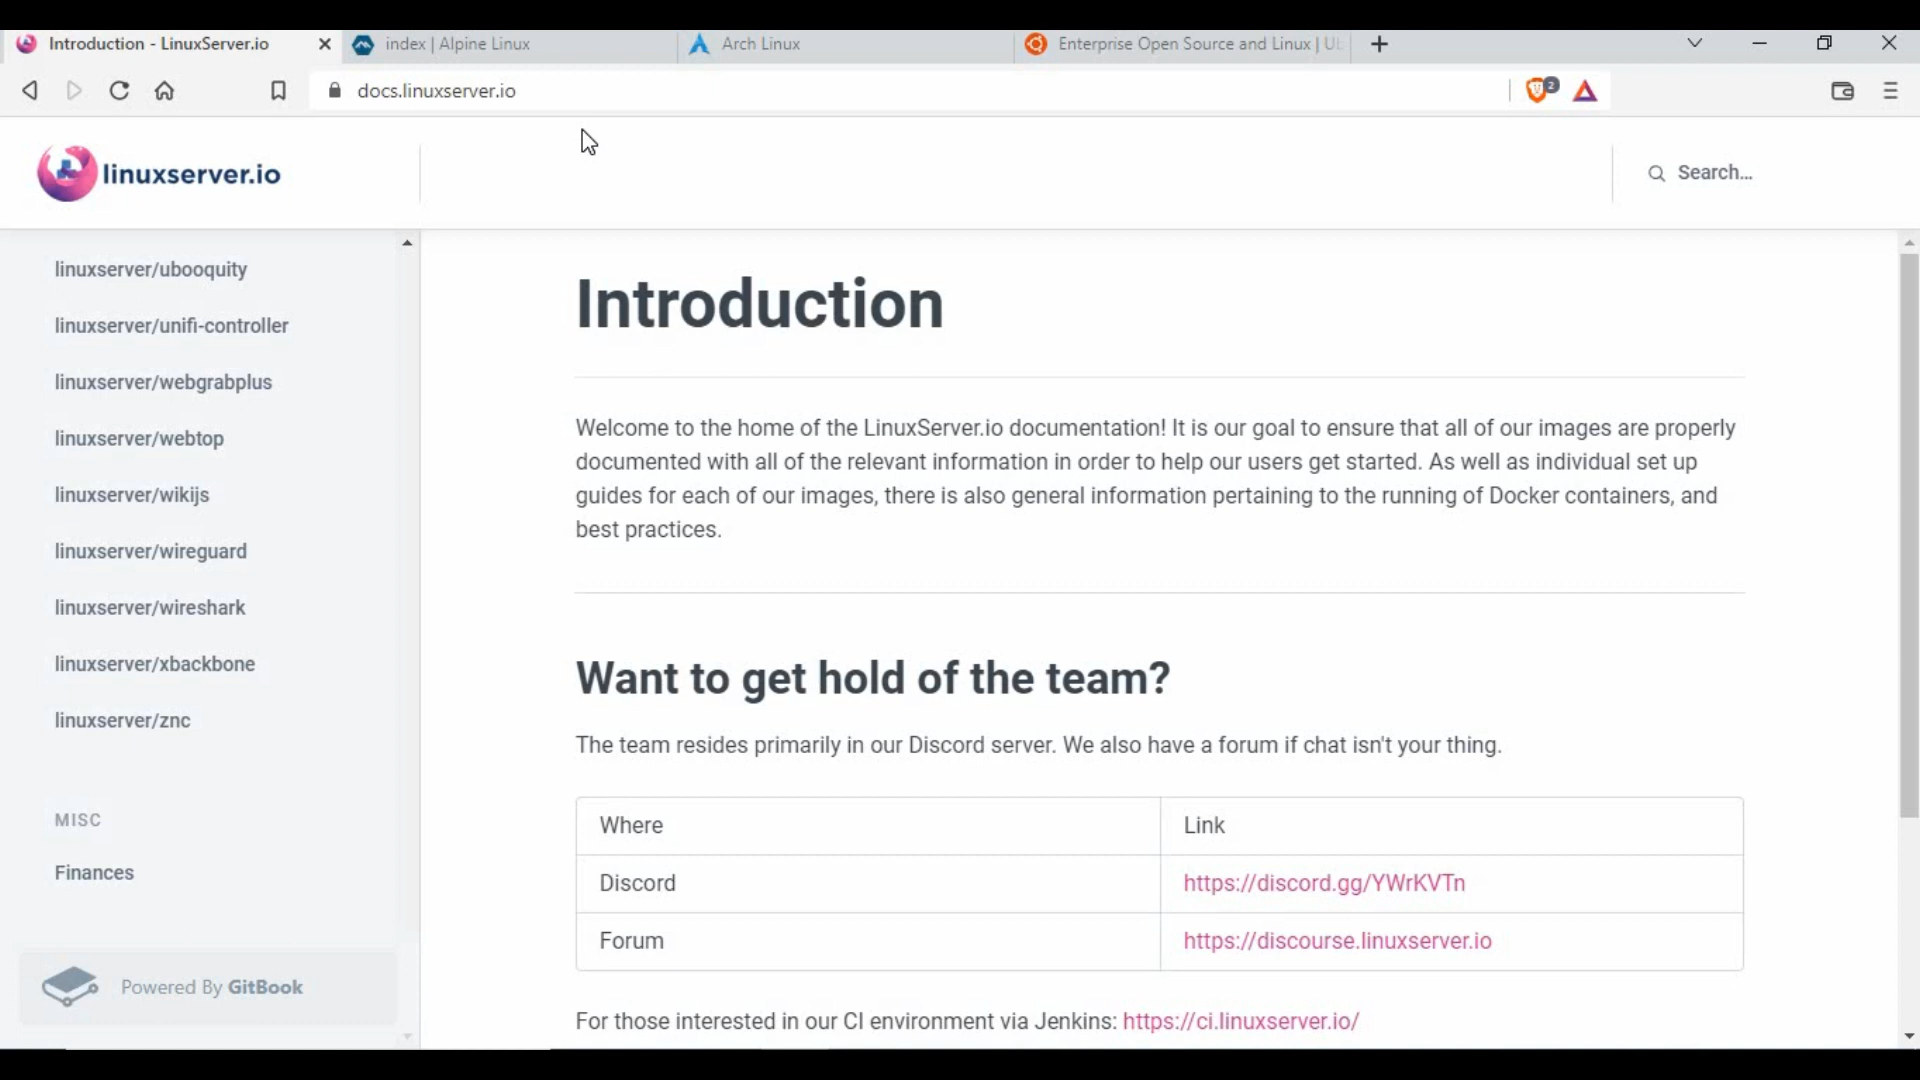 Introduction - LinuxServer.io
index | Alpine Linux
Arch Linux
Enterprise Open Source and Linux |
docs.linuxserver.io
2
linuxserver.io
Search...
linuxserver/ubooquity
linuxserver/unifi-controller
linuxserver/webgrabplus
linuxserver/webtop
linuxserver/wikijs
linuxserver/wireguard
linuxserver/wireshark
linuxserver/xbackbone
linuxserver/znc
MISC
Finances
Powered By GitBook
Introduction
Welcome to the home of the LinuxServer.io documentation! It is our goal to ensure that all of our images are properly
documented with all of the relevant information in order to help our users get started. As well as individual set up
guides for each of our images, there is also general information pertaining to the running of Docker containers, and
best practices.
Want to get hold of the team?
The team resides primarily in our Discord server. We also have a forum if chat isn't your thing.
Where Link
Discord https://discord.gg/YWrKVTn
Forum https://discourse.linuxserver.io
For those interested in our CI environment via Jenkins: https://ci.linuxserver.io/